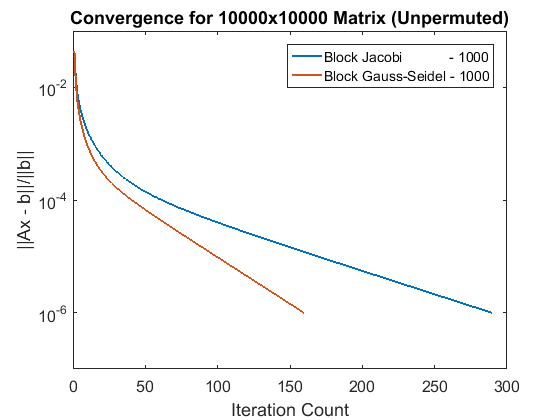 Convergence for 10000x10000 Matrix (Unpermuted)
Block Jacobi - 1000
Block Gauss-Seidel - 1000
10^-2
10^-4
10^-6
||Ax - b||/||b||
0 50 100 150 200 250 300
Iteration Count